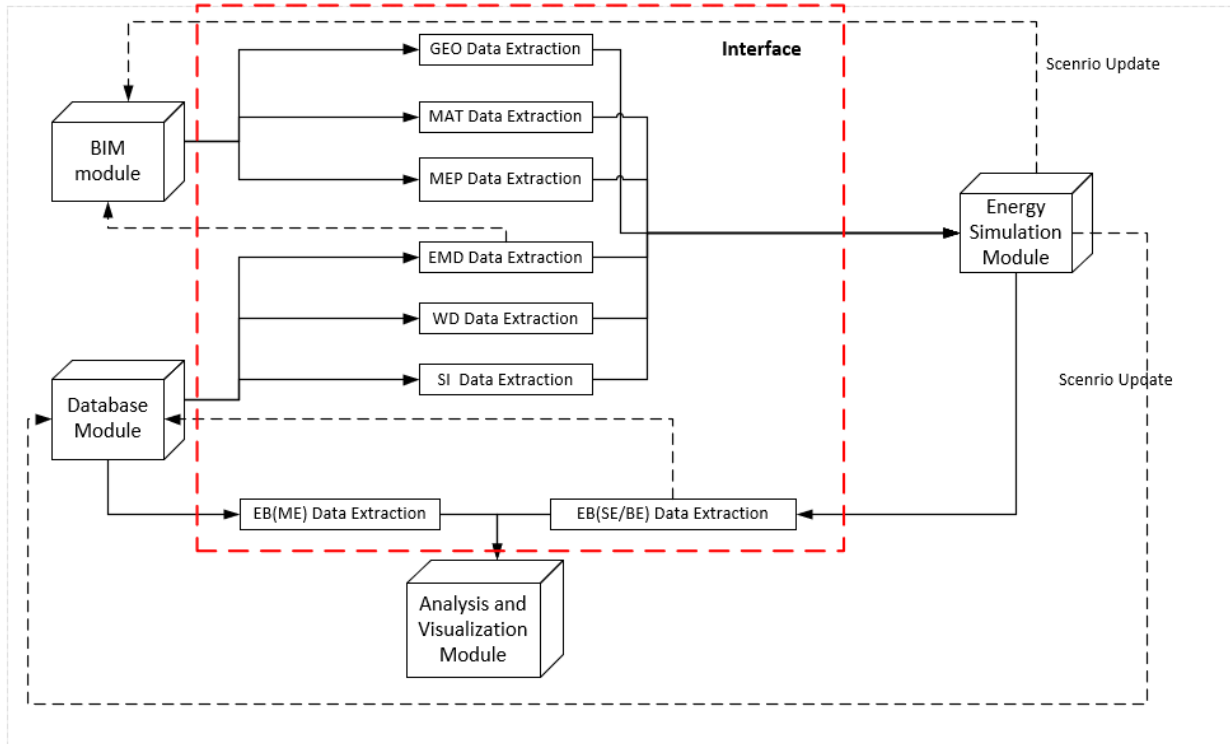 GEO Data Extraction
Interface
Scenrio Update
MAT Data Extraction
BIM
module
MEP Data Extraction
Energy
Simulation
Module
EMD Data Extraction
WD Data Extraction
SI Data Extraction
Scenrio Update
Database
Module
EB(ME) Data Extraction
EB(SE/BE) Data Extraction
Analysis and
Visualization
Module